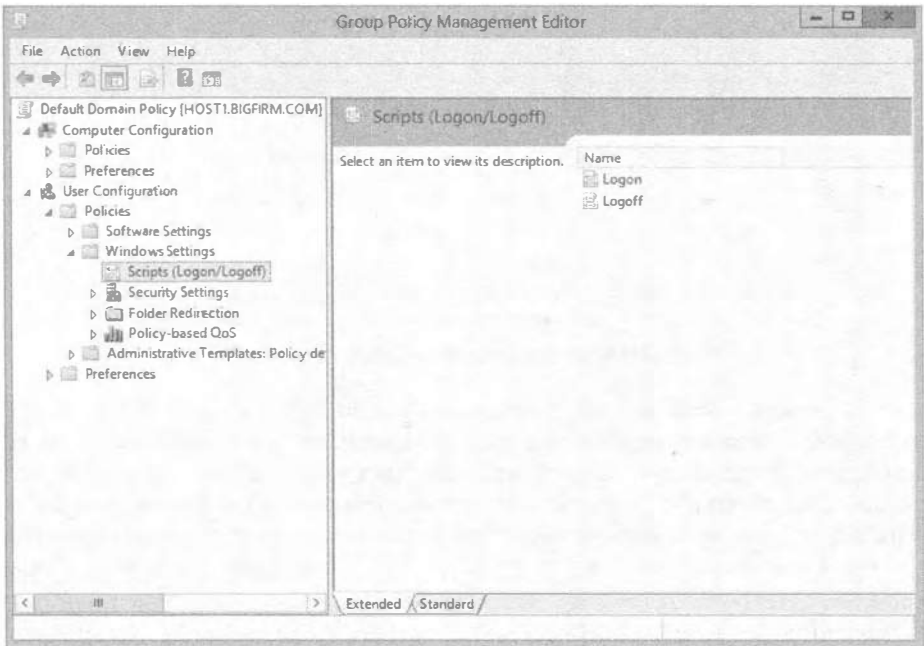 Group Policy Management Editor
File Action View Help
Default Domain Policy [HOST1.BIGFIRM.COM]
Computer Configuration
Policies
Preferences
User Configuration
Policies
Software Settings
Windows Settings
Scripts (Logon/Logoff)
Security Settings
Folder Redirection
Policy-based QoS
Administrative Templates: Policy de
Preferences
Scripts (Logon/Logoff)
Select an item to view its description.
Name
Logon
Logoff
Extended Standard